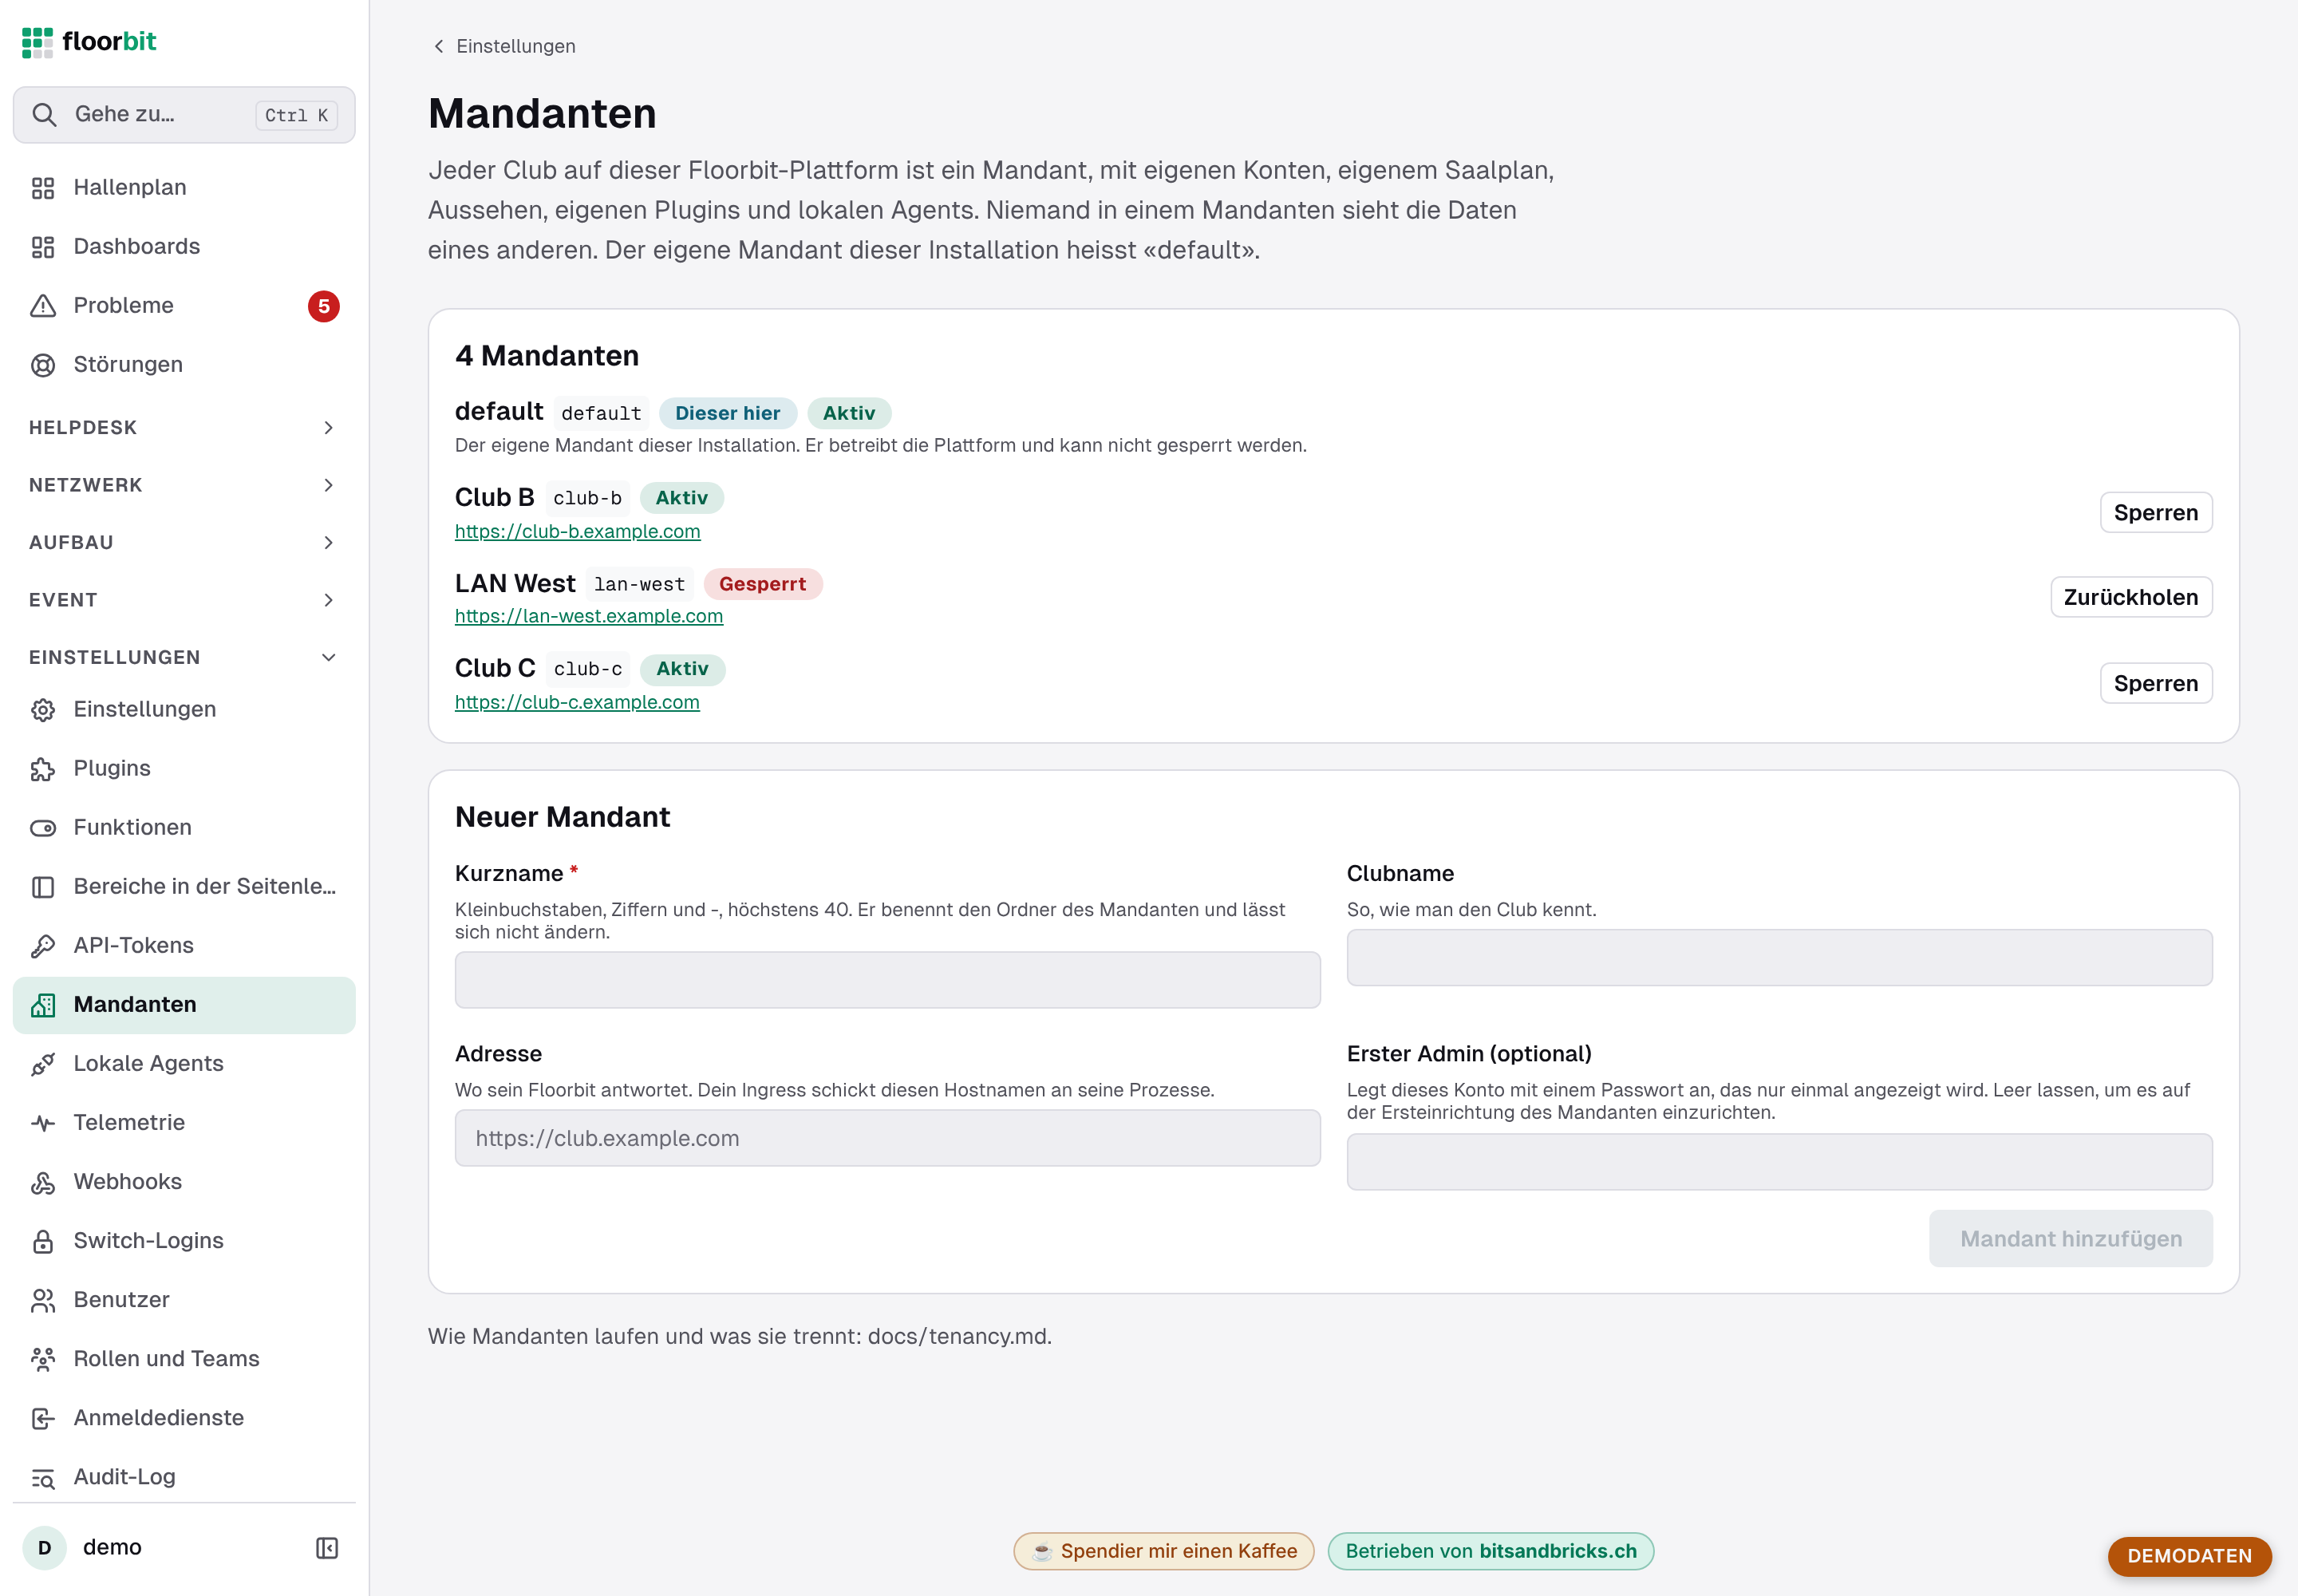 floorbit
Gehe zu... Ctrl K
Hallenplan
Dashboards
Probleme 5
Störungen
HELPDESK
NETZWERK
AUFBAU
EVENT
EINSTELLUNGEN
Einstellungen
Plugins
Funktionen
Bereiche in der Seitenle...
API-Tokens
Mandanten
Lokale Agents
Telemetrie
Webhooks
Switch-Logins
Benutzer
Rollen und Teams
Anmeldedienste
Audit-Log
D demo
Einstellungen
Mandanten
Jeder Club auf dieser Floorbit-Plattform ist ein Mandant, mit eigenen Konten, eigenem Saalplan,
Aussehen, eigenen Plugins und lokalen Agents. Niemand in einem Mandanten sieht die Daten
eines anderen. Der eigene Mandant dieser Installation heisst «default».
4 Mandanten
default default Dieser hier Aktiv
Der eigene Mandant dieser Installation. Er betreibt die Plattform und kann nicht gesperrt werden.
Club B club-b Aktiv
https://club-b.example.com
Sperren
LAN West lan-west Gesperrt
https://lan-west.example.com
Zurückholen
Club C club-c Aktiv
https://club-c.example.com
Sperren
Neuer Mandant
Kurzname *
Kleinbuchstaben, Ziffern und -, höchstens 40. Er benennt den Ordner des Mandanten und lässt
sich nicht ändern.
Clubname
So, wie man den Club kennt.
Adresse
Wo sein Floorbit antwortet. Dein Ingress schickt diesen Hostnamen an seine Prozesse.
https://club.example.com
Erster Admin (optional)
Legt dieses Konto mit einem Passwort an, das nur einmal angezeigt wird. Leer lassen, um es auf
der Ersteinrichtung des Mandanten einzurichten.
Mandant hinzufügen
Wie Mandanten laufen und was sie trennt: docs/tenancy.md.
Spendier mir einen Kaffee
Betrieben von bitsandbricks.ch
DEMODATEN